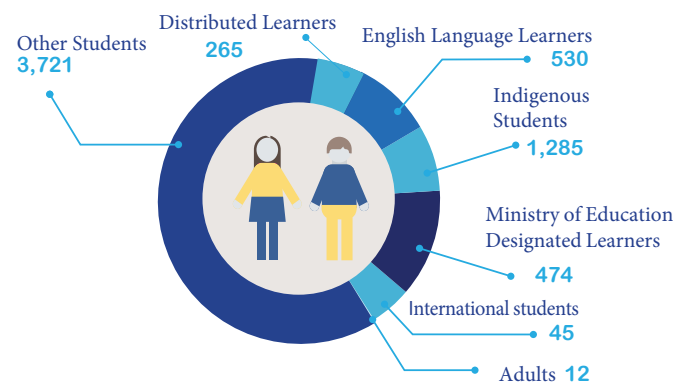 Distributed Learners
265
Other Students
3,721
English Language Learners
530
Indigenous
Students
1,285
Ministry of Education
Designated Learners
474
International students
45
Adults 12